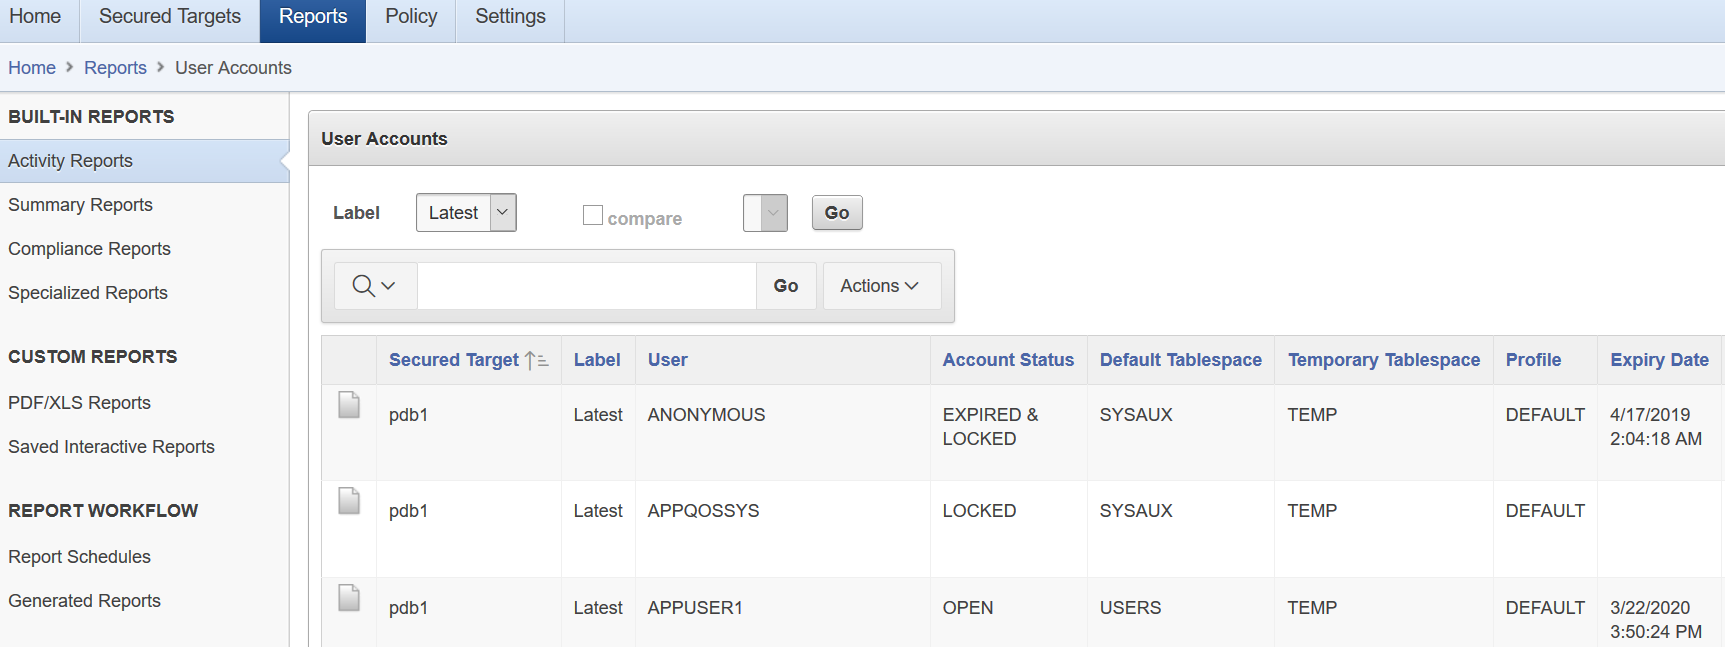 Home Secured Targets Reports Policy Settings
Home Reports User Accounts
BUILT-IN REPORTS
Activity Reports
Summary Reports
Compliance Reports
Specialized Reports
CUSTOM REPORTS
PDF/XLS Reports
Saved Interactive Reports
REPORT WORKFLOW
Report Schedules
Generated Reports
User Accounts
Label Latest compare Go
Go Actions
Secured Target Label User Account Status Default Tablespace Temporary Tablespace Profile Expiry Date
pdb1 Latest ANONYMOUS EXPIRED & SYSAUX TEMP DEFAULT 4/17/2019
LOCKED 2:04:18 AM
pdb1 Latest APPQOSSYS LOCKED SYSAUX TEMP DEFAULT
pdb1 Latest APPUSER1 OPEN USERS TEMP DEFAULT 3/22/2020
3:50:24 PM